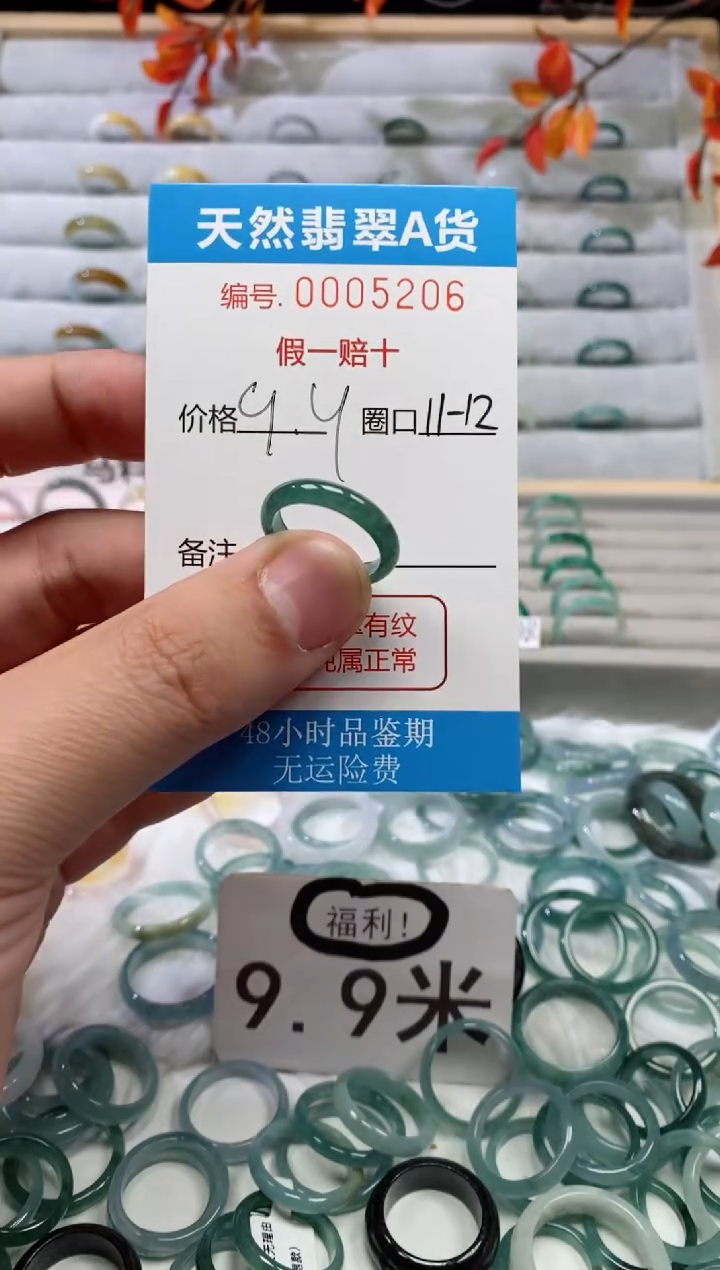 天然翡翠A货
编号. 0005206
假一赔十
价格9.9 圈口11-12
备注
有纹
属正常
48小时品鉴期
无运险费
福利!
9.9米